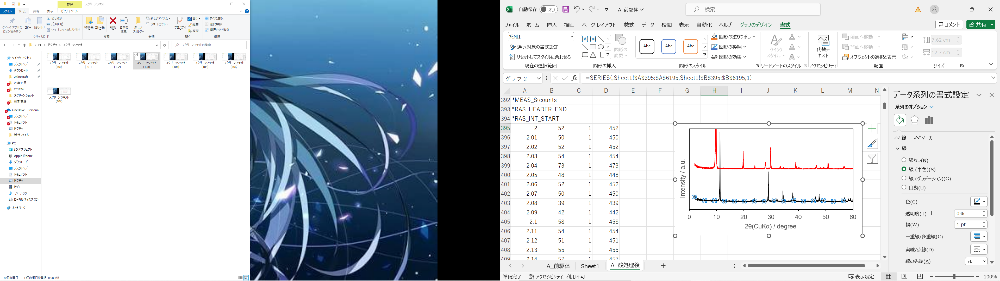 管理
スクリーンショット
ファイル
ホーム
共有
表示
ピクチャ ツール
クイック アクセスにピン留めする
コピー
貼り付け
切り取り
パスのコピー
ショートカットの貼り付け
クリップボード
移動先
コピー先
削除
名前の変更
整理
新しいフォルダー
新しいアイテム
ショートカット
新規
プロパティ
開く
編集
履歴
開く
すべて選択
選択解除
選択の切り替え
選択
PC > ピクチャ > スクリーンショット
スクリーンショットの検索
クイック アクセス
デスクトップ
ダウンロード
.minecraft
23年11月
231124
スクリーンショット
後期実験
OneDrive - Personal
デスクトップ
ドキュメント
ピクチャ
添付ファイル
PC
3D オブジェクト
Apple iPhone
ダウンロード
デスクトップ
ドキュメント
ピクチャ
ビデオ
ミュージック
ローカル ディスク (C:)
ネットワーク
スクリーンショット (100)
スクリーンショット (101)
スクリーンショット (102)
スクリーンショット (103)
スクリーンショット (104)
スクリーンショット (105)
スクリーンショット (106)
スクリーンショット (107)
8 個の項目
1 個の項目を選択 0.98 MB
自動保存
オフ
A_前駆体
検索
ファイル
ホーム
挿入
描画
ページ レイアウト
数式
データ
校閲
表示
自動化
ヘルプ
グラフのデザイン
書式
コメント
共有
系列1
選択対象の書式設定
リセットしてスタイルに合わせる
現在の選択範囲
図形の変更
図形の挿入
Abc
Abc
Abc
図形の塗りつぶし
図形の枠線
図形の効果
図形のスタイル
クイック スタイル
ワードアートのスタイル
代替テキスト
アクセシビリティ
前面へ移動
背面へ移動
オブジェクトの選択と表示
配置
7.62 cm
12.7 cm
サイズ
グラフ 2
fx
=SERIES(,Sheet1!$A$395:$A$6195,Sheet1!$B$395:$B$6195,1)
A B C D E F G H I J K L M N
392 *MEAS_S counts
393 *RAS_HEADER_END
394 *RAS_INT_START
395 2 52 1 452
396 2.01 50 1 450
397 2.02 52 1 452
398 2.03 54 1 454
399 2.04 73 1 473
400 2.05 48 1 448
401 2.06 52 1 452
402 2.07 50 1 450
403 2.08 39 1 439
404 2.09 42 1 442
405 2.1 58 1 458
406 2.11 54 1 454
407 2.12 51 1 451
408 2.13 55 1 455
409 2.14 57 1 457
Intensity / a.u.
0 10 20 30 40 50 60
2θ(CuKα) / degree
データ系列の書式設定
系列のオプション
線
マーカー
線
線なし(N)
線 (単色)(S)
線 (グラデーション)(G)
自動(U)
色(C)
透明度(T)
0%
幅(W)
1 pt
一重線/多重線(C)
実線/点線(D)
線の先端(A)
丸
A_前駆体
Sheet1
A_酸処理後
準備完了
アクセシビリティ: 利用不可
表示設定
100%